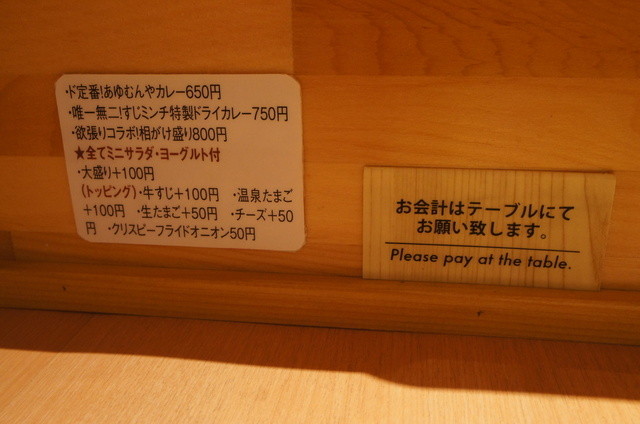 ・ド定番!あゆむんやカレー650円
・唯一無二!すじミンチ特製ドライカレー750円
・欲張りコラボ!相がけ盛り800円
★全てミニサラダ・ヨーグルト付
・大盛り+100円
(トッピング)・牛すじ+100円 ・温泉たまご
+100円 ・生たまご+50円 ・チーズ+50
円 ・クリスピーフライドオニオン50円
お会計はテーブルにて
お願い致します。
Please pay at the table.